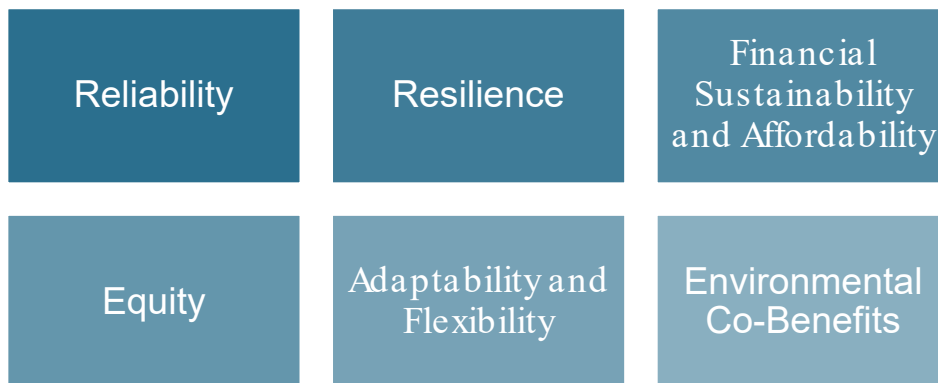 Reliability
Resilience
Financial
Sustainability
and Affordability
Equity
Adaptability and
Flexibility
Environmental
Co-Benefits